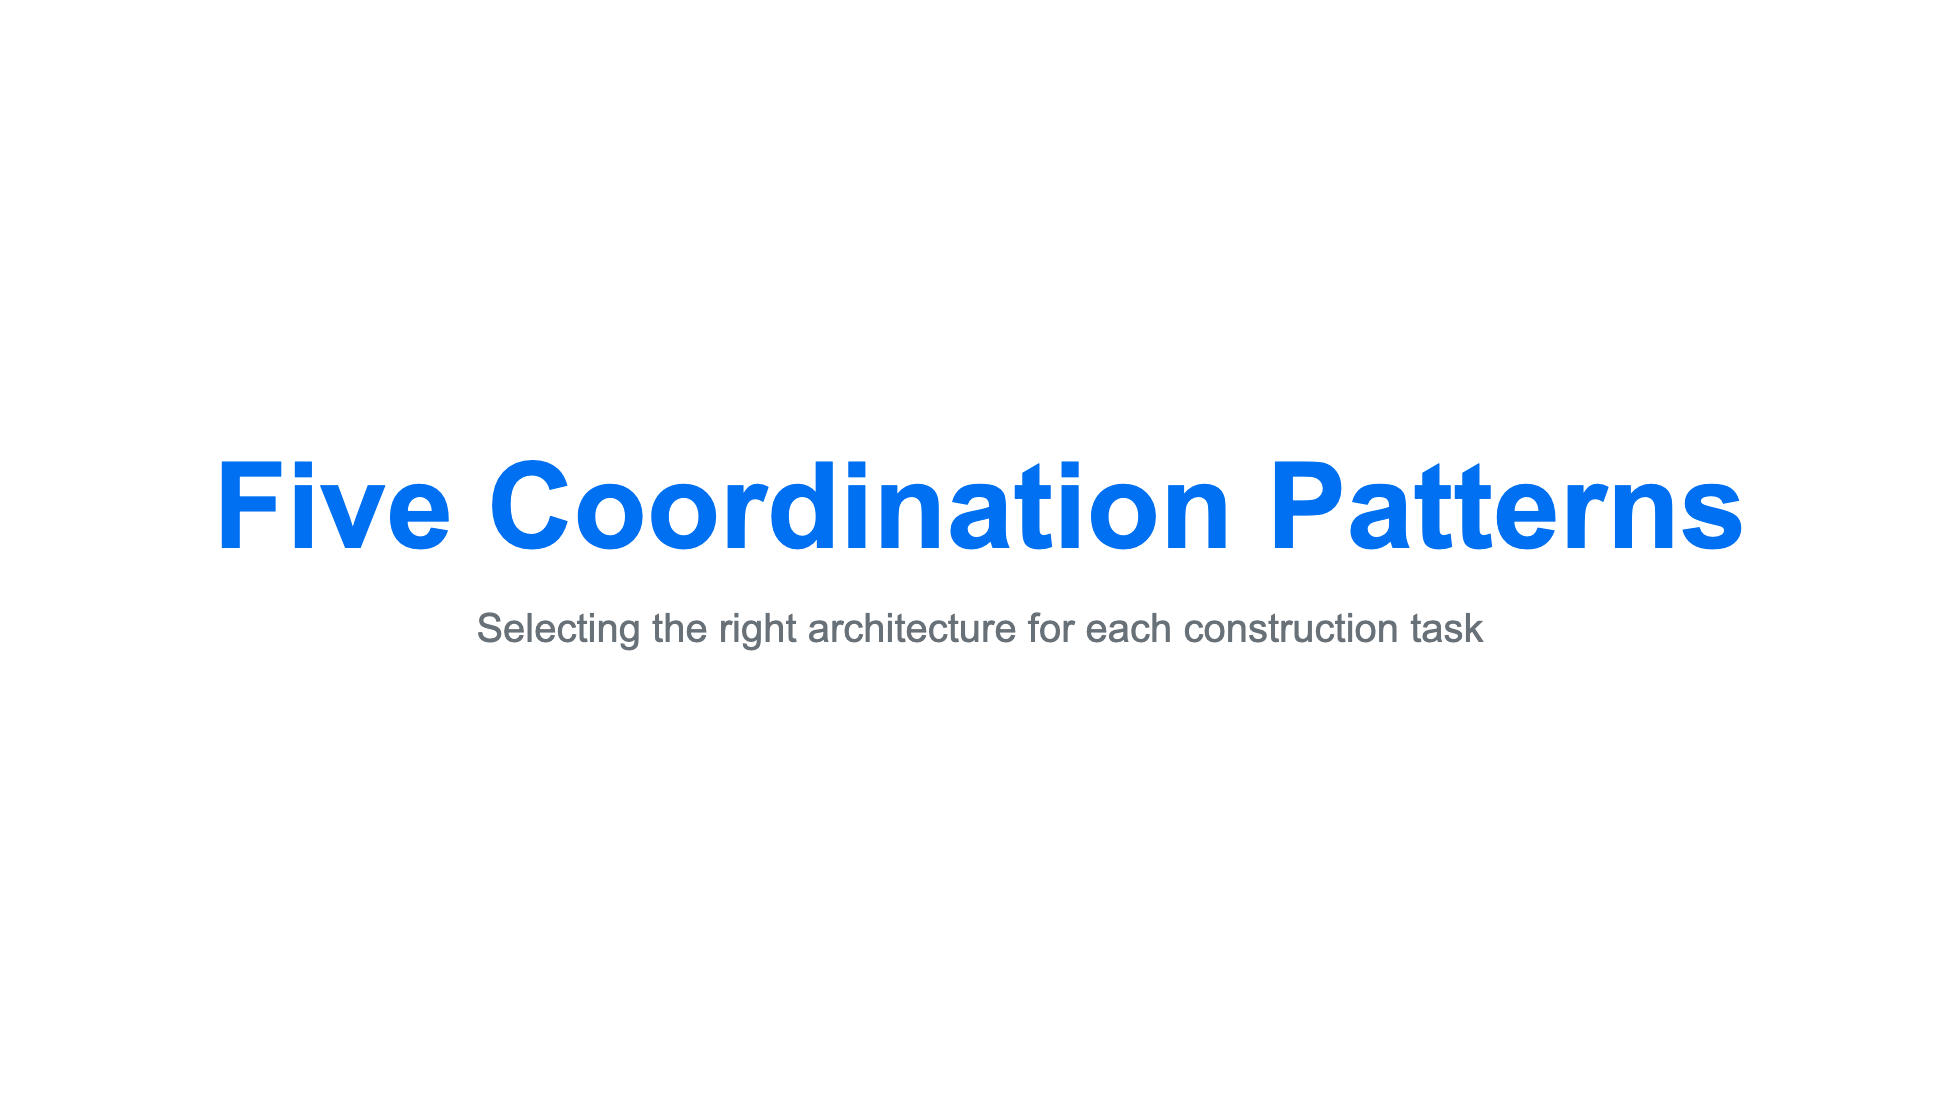 Five Coordination Patterns
Selecting the right architecture for each construction task